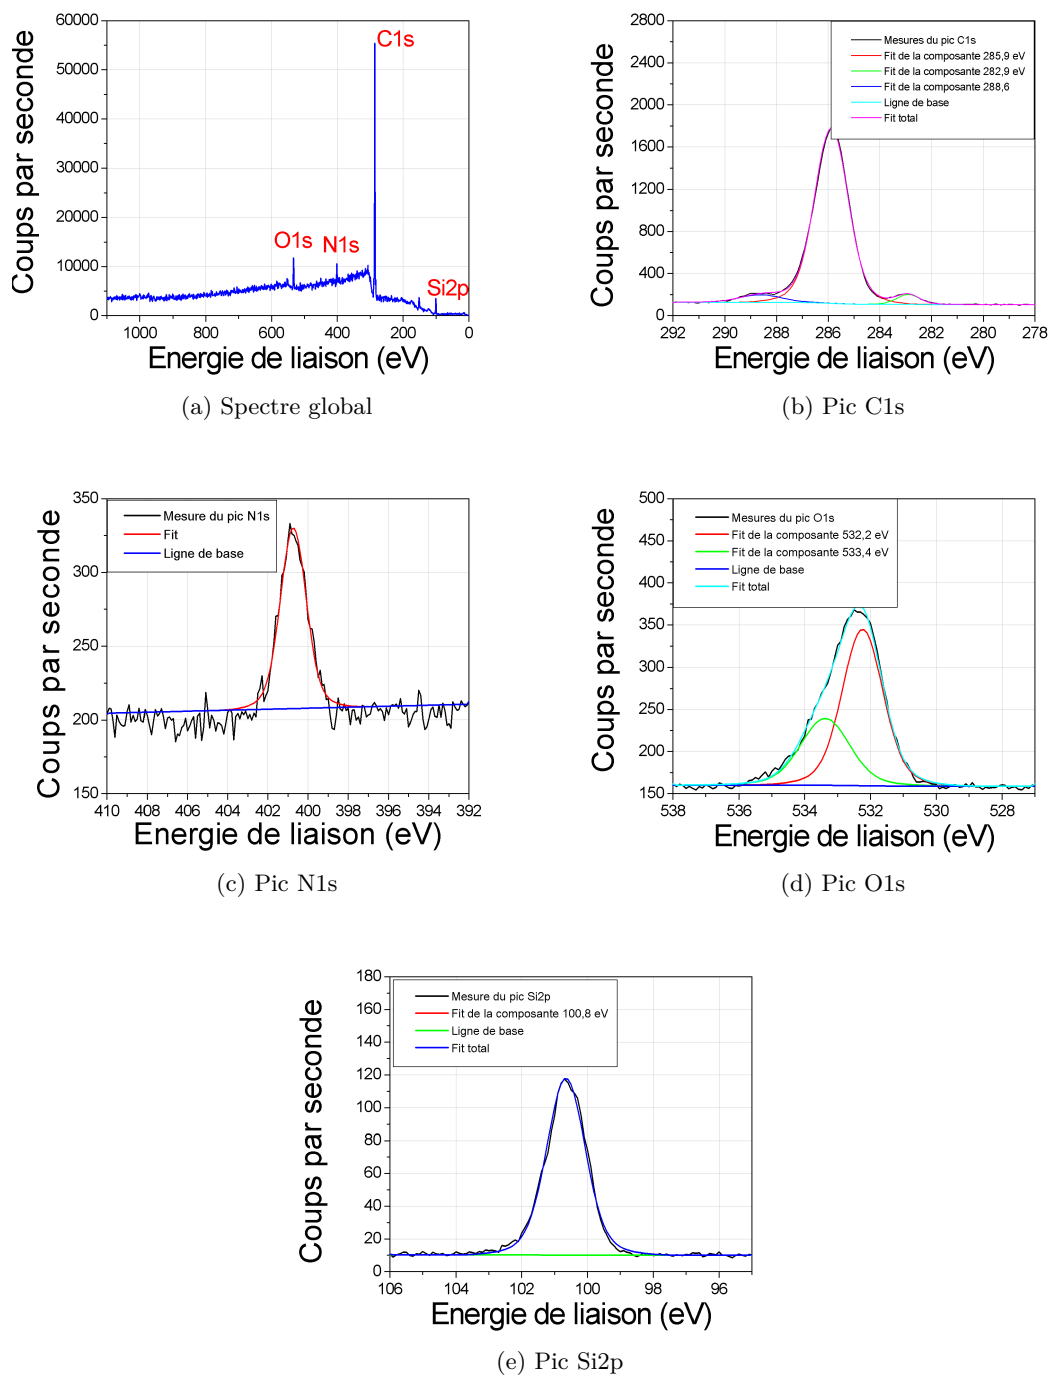 60000
50000
40000
30000
20000
10000
0
1000 800 600 400 200 0
Coups par seconde
Energie de liaison (eV)
C1s
O1s
N1s
Si2p
(a) Spectre global
2800
2400
2000
1600
1200
800
400
0
292 290 288 286 284 282 280 278
Coups par seconde
Energie de liaison (eV)
Mesures du pic C1s
Fit de la composante 285,9 eV
Fit de la composante 282,9 eV
Fit de la composante 288,6
Ligne de base
Fit total
(b) Pic C1s
350
300
250
200
150
410 408 406 404 402 400 398 396 394 392
Coups par seconde
Energie de liaison (eV)
Mesure du pic N1s
Fit
Ligne de base
(c) Pic N1s
500
450
400
350
300
250
200
150
538 536 534 532 530 528
Coups par seconde
Energie de liaison (eV)
Mesures du pic O1s
Fit de la composante 532,2 eV
Fit de la composante 533,4 eV
Ligne de base
Fit total
(d) Pic O1s
180
160
140
120
100
80
60
40
20
0
106 104 102 100 98 96
Coups par seconde
Energie de liaison (eV)
Mesure du pic Si2p
Fit de la composante 100,8 eV
Ligne de base
Fit total
(e) Pic Si2p